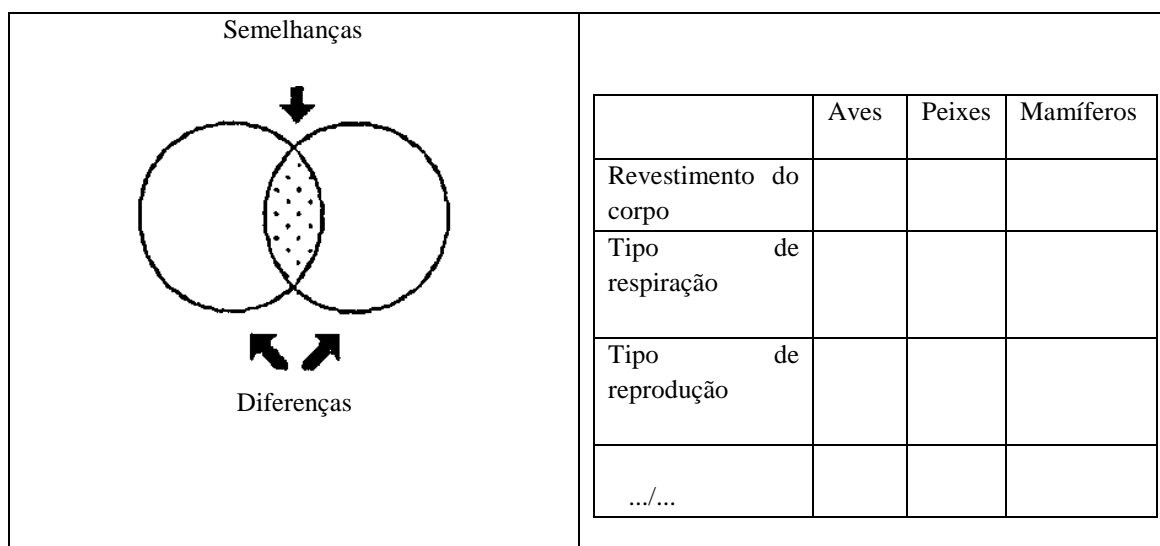 Semelhanças
Diferenças
Aves Peixes Mamíferos
Revestimento do
corpo
Tipo de
respiração
Tipo de
reprodução
.../...